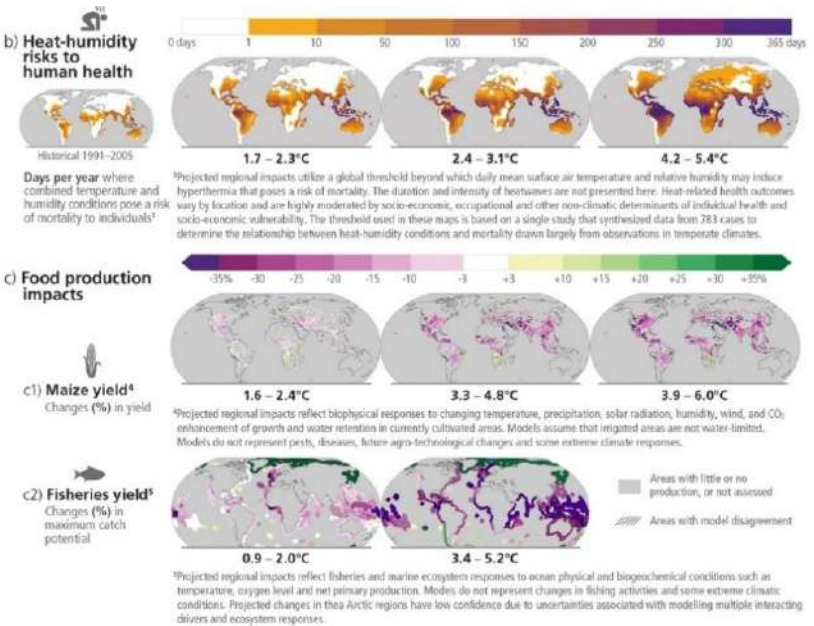 b) Heat-humidity
risks to
human health
0 days 1 10 50 100 150 200 250 300 365 days
Historical 1991–2005
1.7 – 2.3°C 2.4 – 3.1°C 4.2 – 5.4°C
Days per year where
combined temperature and
humidity conditions pose a risk
of mortality to individuals³
³Projected regional impacts utilize a global threshold beyond which daily mean surface air temperature and relative humidity may induce
hyperthermia that poses a risk of mortality. The duration and intensity of heatwaves are not presented here. Heat-related health outcomes
vary by location and are highly moderated by socio-economic, occupational and other non-climatic determinants of individual health and
socio-economic vulnerability. The threshold used in these maps is based on a single study that synthesized data from 783 cases to
determine the relationship between heat-humidity conditions and mortality drawn largely from observations in temperate climates.
c) Food production
impacts
-35% -30 -25 -20 -15 -10 -3 +3 +10 +15 +20 +25 +30 +35%
c1) Maize yield⁴
Changes (%) in yield
1.6 – 2.4°C 3.3 – 4.8°C 3.9 – 6.0°C
⁴Projected regional impacts reflect biophysical responses to changing temperature, precipitation, solar radiation, humidity, wind, and CO₂
enhancement of growth and water retention in currently cultivated areas. Models assume that irrigated areas are not water-limited.
Models do not represent pests, diseases, future agro-technological changes and some extreme climate responses.
c2) Fisheries yield⁵
Changes (%) in
maximum catch
potential
0.9 – 2.0°C 3.4 – 5.2°C
Areas with little or no
production, or not assessed
Areas with model disagreement
⁵Projected regional impacts reflect fisheries and marine ecosystem responses to ocean physical and biogeochemical conditions such as
temperature, oxygen level and net primary production. Models do not represent changes in fishing activities and some extreme climatic
conditions. Projected changes in thea Arctic regions have low confidence due to uncertainties associated with modelling multiple interacting
drivers and ecosystem responses.